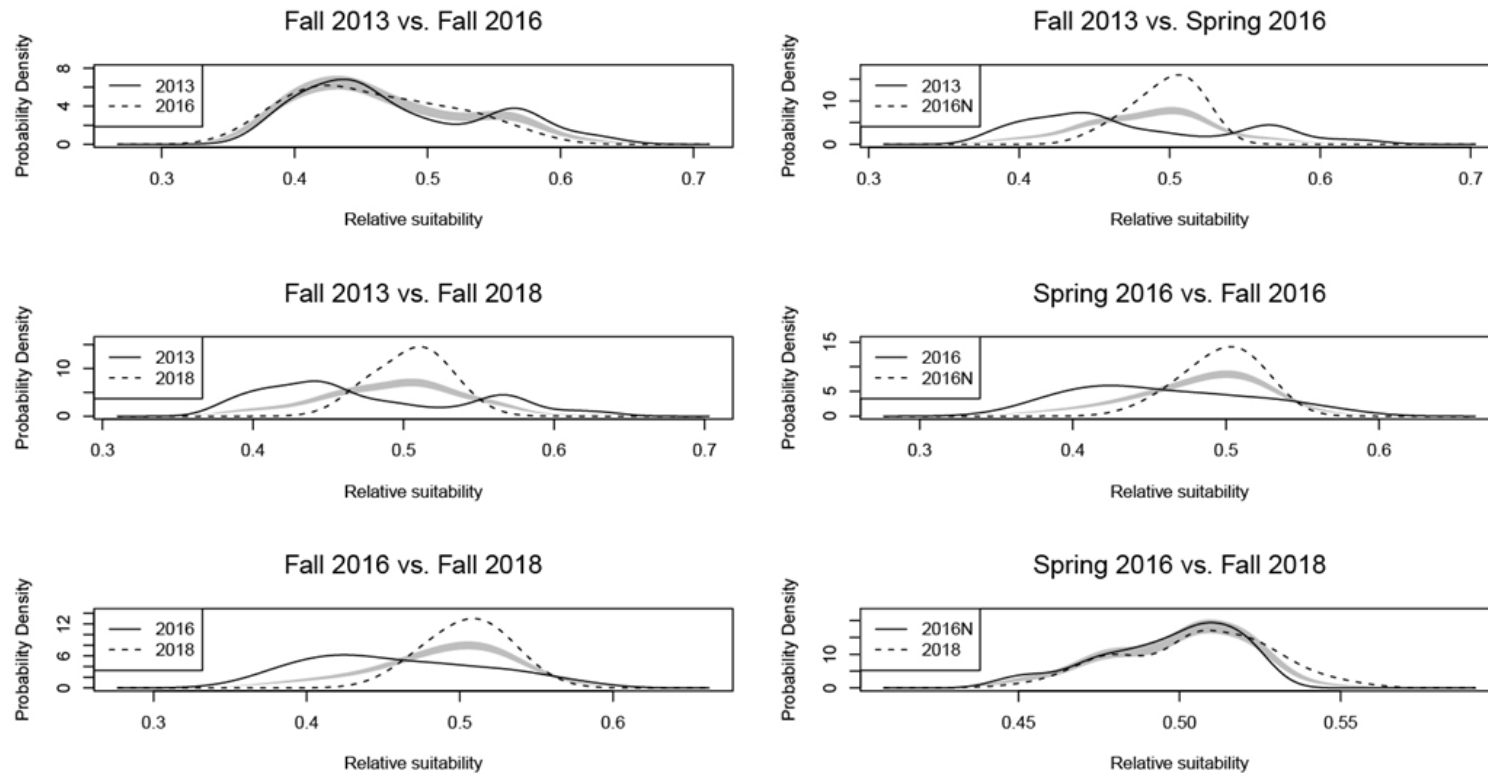 Fall 2013 vs. Fall 2016
Probability Density
8
4
0
2013
2016
0.3 0.4 0.5 0.6 0.7
Relative suitability
Fall 2013 vs. Spring 2016
Probability Density
10
0
2013
2016N
0.3 0.4 0.5 0.6 0.7
Relative suitability
Fall 2013 vs. Fall 2018
Probability Density
10
0
2013
2018
0.3 0.4 0.5 0.6 0.7
Relative suitability
Spring 2016 vs. Fall 2016
Probability Density
15
5
0
2016
2016N
0.3 0.4 0.5 0.6
Relative suitability
Fall 2016 vs. Fall 2018
Probability Density
12
6
0
2016
2018
0.3 0.4 0.5 0.6
Relative suitability
Spring 2016 vs. Fall 2018
Probability Density
10
0
2016N
2018
0.45 0.50 0.55
Relative suitability